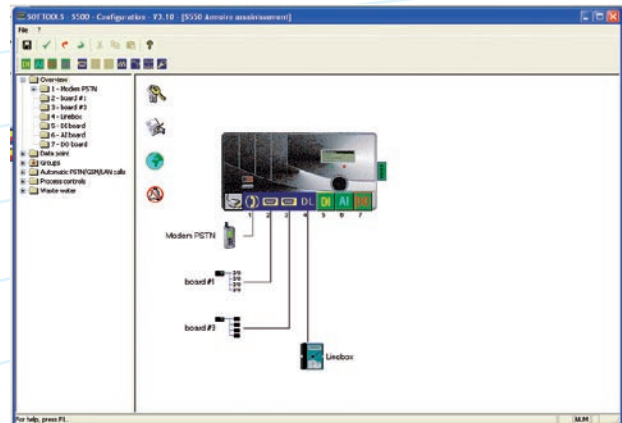 SOFTOOLS - S500 - Configuration - V3.10 - [S550 Armoire assainissement]
File ?
DI AI
Overview
1 - Modem PSTN
2 - board #1
3 - board #3
4 - Linebox
5 - DI board
6 - AI board
7 - DO board
Data point
Groups
Automatic PSTN/GSM/LAN calls
Process controls
Waste water
DL DI AI DO
1 2 3 4 5 6 7
Modem PSTN
board #1
board #3
Linebox
For help, press F1.
NUM